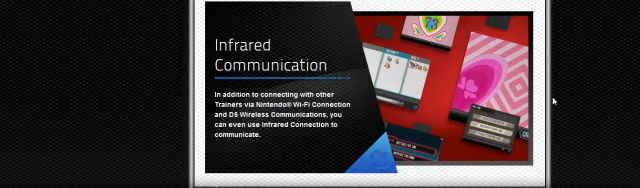 Infrared
Communication
In addition to connecting with other
Trainers via Nintendo® Wi-Fi Connection
and DS Wireless Communications, you
can even use Infrared Connection to
communicate.